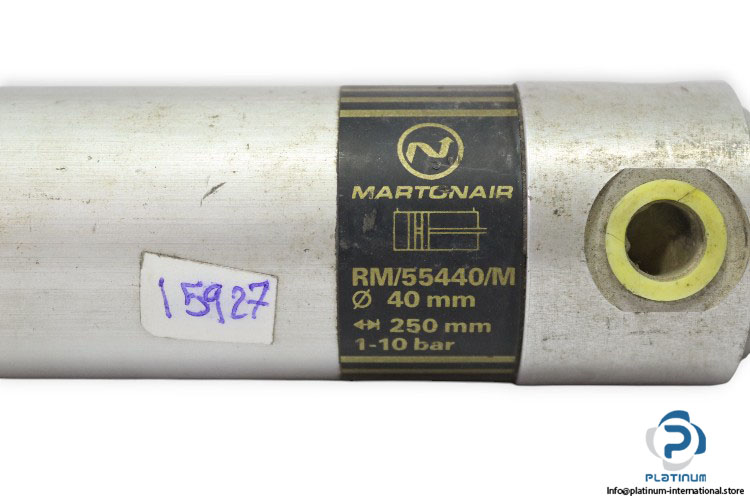 MARTONAIR
RM/55440/M
Ø 40 mm
250 mm
1-10 bar
15927
PLATINUM
Info@platinum-international.store